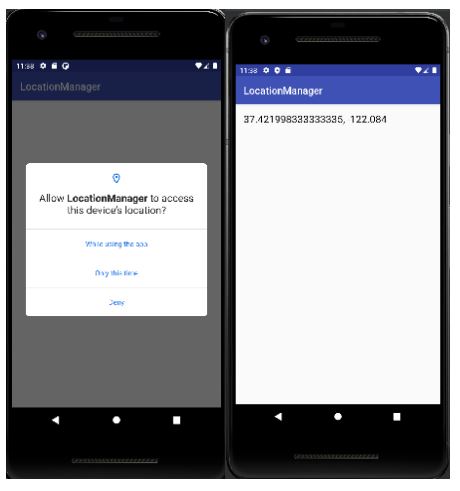 11:38
LocationManager
Allow LocationManager to access
this device's location?
While using the app
Only this time
Deny
11:38
LocationManager
37.421998333333335, 122.084